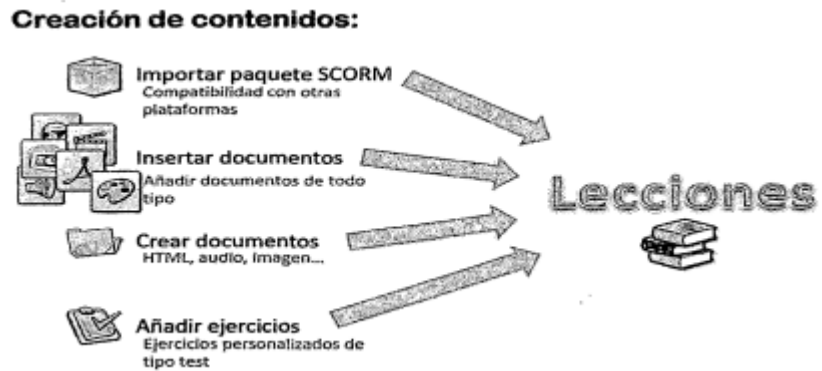 Creación de contenidos:
Importar paquete SCORM
Compatibilidad con otras
plataformas
Insertar documentos
Añadir documentos de todo
tipo
Crear documentos
HTML, audio, imagen...
Añadir ejercicios
Ejercicios personalizados de
tipo test
Lecciones